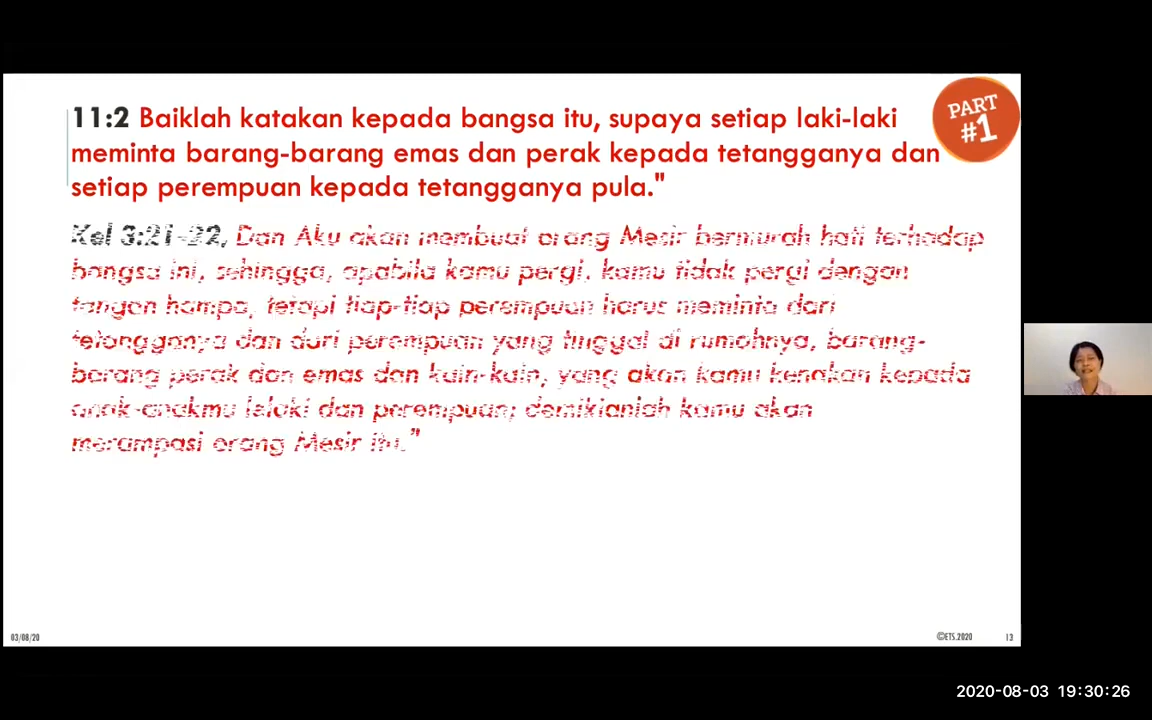 11:2 Baiklah katakan kepada bangsa itu, supaya setiap laki-laki
meminta barang-barang emas dan perak kepada tetangganya dan
setiap perempuan kepada tetangganya pula."
PART
#1
Kel 3:21-22, Dan Aku akan membuat orang Mesir bermurah hati terhadap
bangsa ini, sehingga, apabila kamu pergi, kamu tidak pergi dengan
tangan hampa, tetapi tiap-tiap perempuan harus meminta dari
tetangganya dan dari perempuan yang tinggal di rumahnya, barang-
barang perak dan emas dan kain-kain, yang akan kamu kenakan kepada
anak-anakmu lelaki dan perempuan; demikianlah kamu akan
merampasi orang Mesir itu."
03/08/20
©ETS.2020
13
2020-08-03 19:30:26